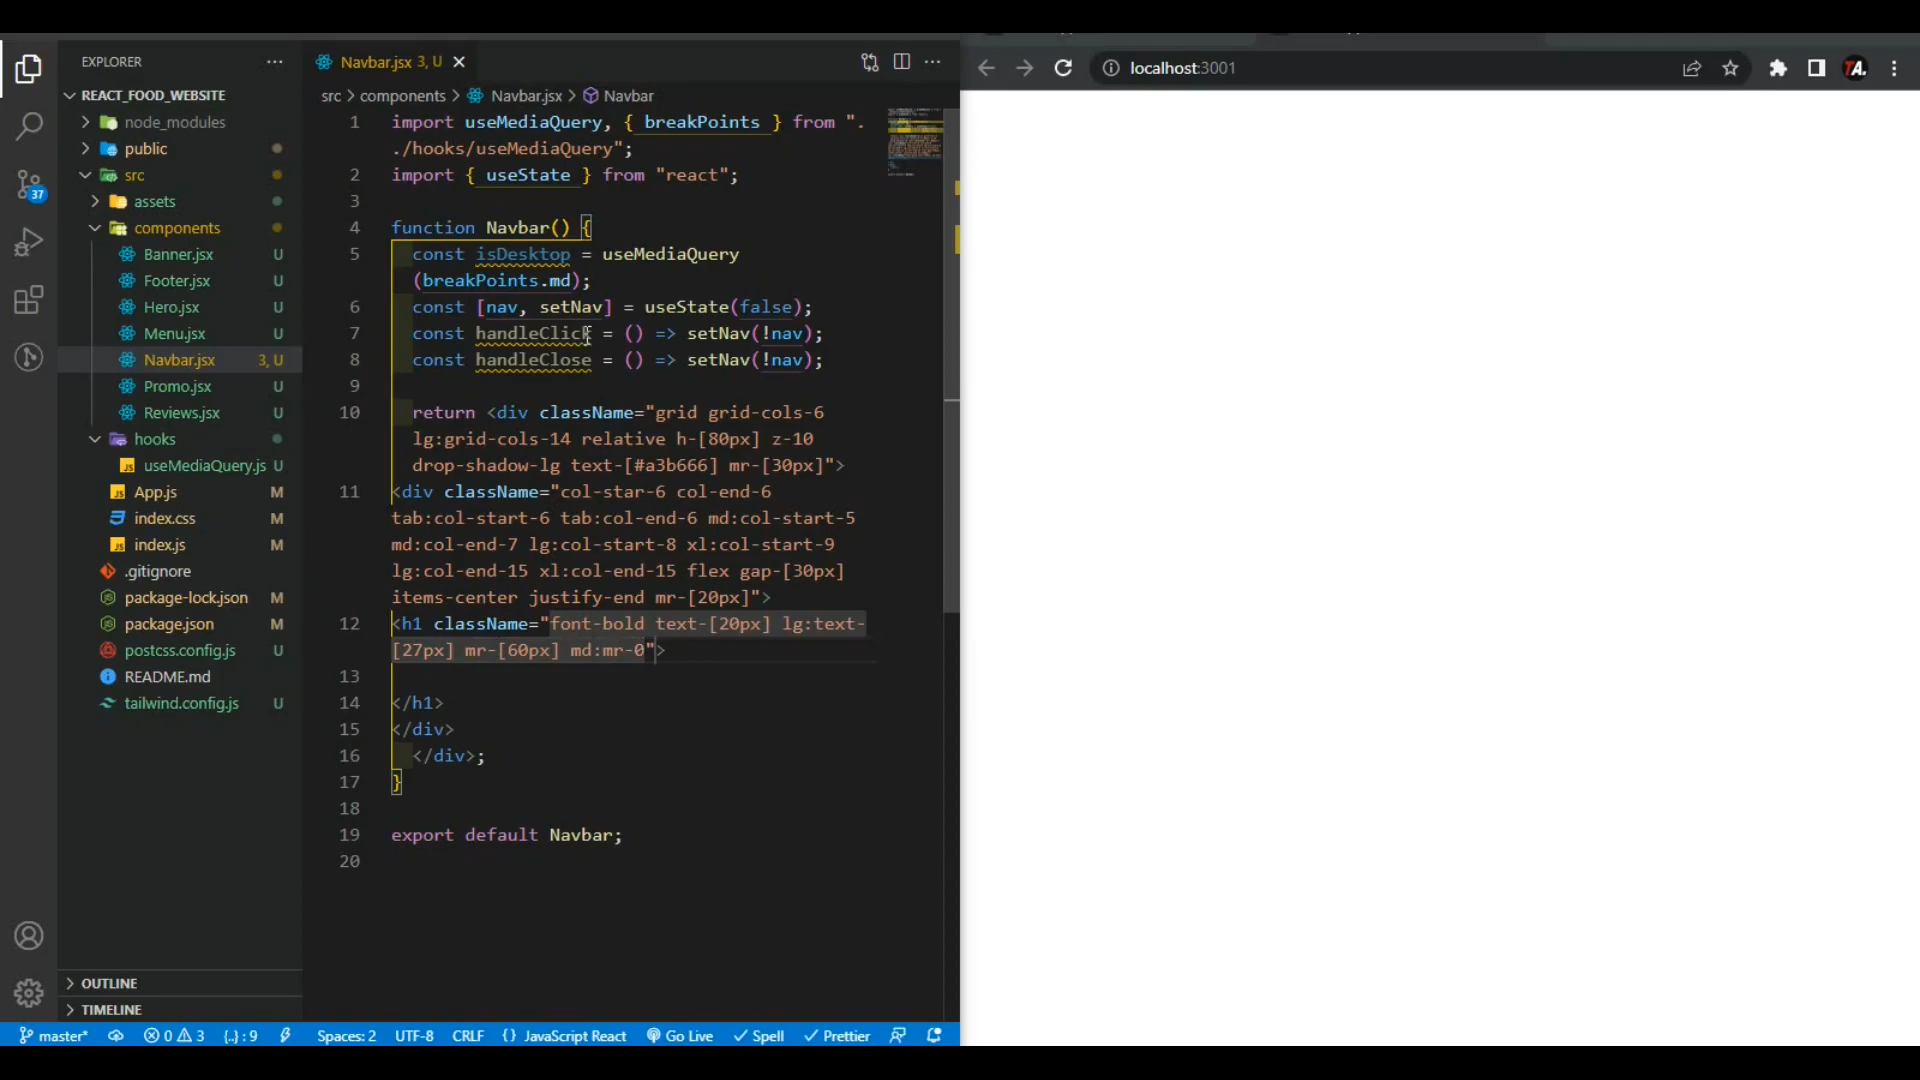 EXPLORER
REACT_FOOD_WEBSITE
node_modules
public
src
assets
components
Banner.jsx U
Footer.jsx U
Hero.jsx U
Menu.jsx U
Navbar.jsx 3, U
Promo.jsx U
Reviews.jsx U
hooks
useMediaQuery.js U
App.js M
index.css M
index.js M
.gitignore
package-lock.json M
package.json M
postcss.config.js U
README.md
tailwind.config.js U
OUTLINE
TIMELINE
37
Navbar.jsx 3, U
src > components > Navbar.jsx > Navbar
1 import useMediaQuery, { breakPoints } from ".
./hooks/useMediaQuery";
2 import { useState } from "react";
3
4 function Navbar() {
5 const isDesktop = useMediaQuery
(breakPoints.md);
6 const [nav, setNav] = useState(false);
7 const handleClick = () => setNav(!nav);
8 const handleClose = () => setNav(!nav);
9
10 return <div className="grid grid-cols-6
lg:grid-cols-14 relative h-[80px] z-10
drop-shadow-lg text-[#a3b666] mr-[30px]">
11 <div className="col-star-6 col-end-6
tab:col-start-6 tab:col-end-6 md:col-start-5
md:col-end-7 lg:col-start-8 xl:col-start-9
lg:col-end-15 xl:col-end-15 flex gap-[30px]
items-center justify-end mr-[20px]">
12 <h1 className="font-bold text-[20px] lg:text-
[27px] mr-[60px] md:mr-0">
13
14 </h1>
15 </div>
16 </div>;
17 }
18
19 export default Navbar;
20
master* 0 3 {..} : 9 Spaces: 2 UTF-8 CRLF {} JavaScript React Go Live Spell Prettier
localhost:3001
TA.